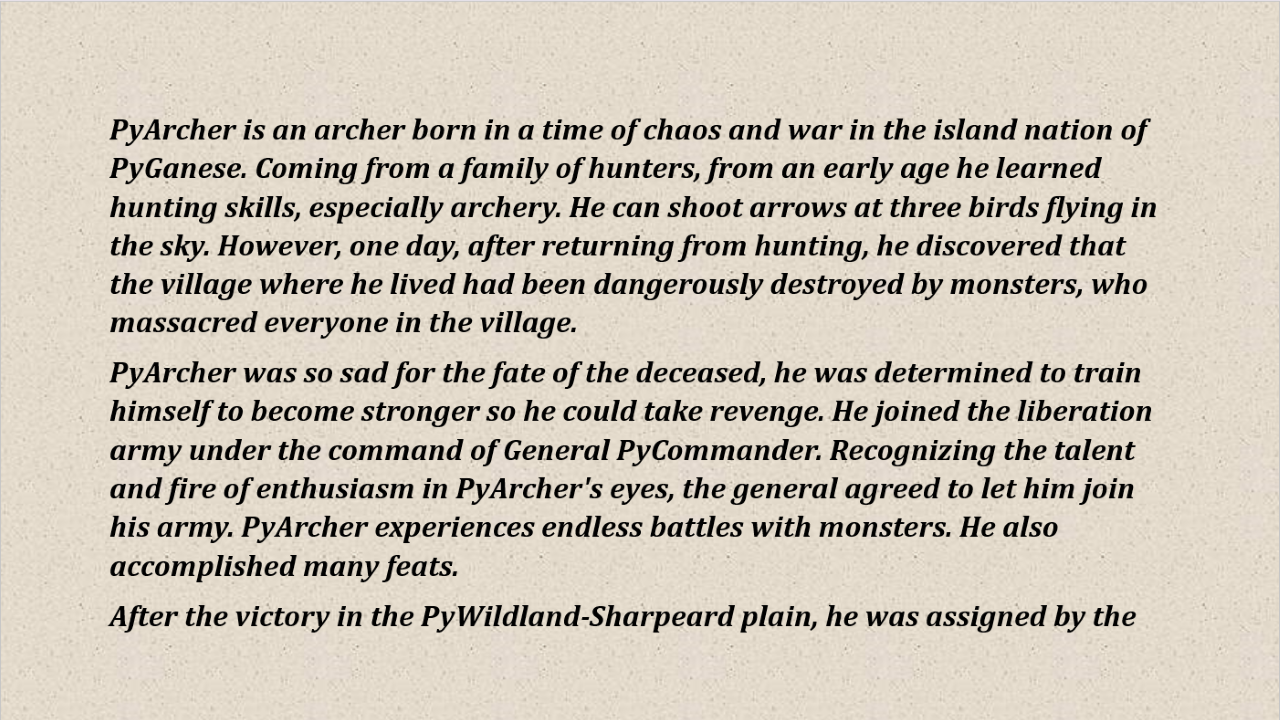 PyArcher is an archer born in a time of chaos and war in the island nation of
PyGanese. Coming from a family of hunters, from an early age he learned
hunting skills, especially archery. He can shoot arrows at three birds flying in
the sky. However, one day, after returning from hunting, he discovered that
the village where he lived had been dangerously destroyed by monsters, who
massacred everyone in the village.
PyArcher was so sad for the fate of the deceased, he was determined to train
himself to become stronger so he could take revenge. He joined the liberation
army under the command of General PyCommander. Recognizing the talent
and fire of enthusiasm in PyArcher's eyes, the general agreed to let him join
his army. PyArcher experiences endless battles with monsters. He also
accomplished many feats.
After the victory in the PyWildland-Sharpeard plain, he was assigned by the